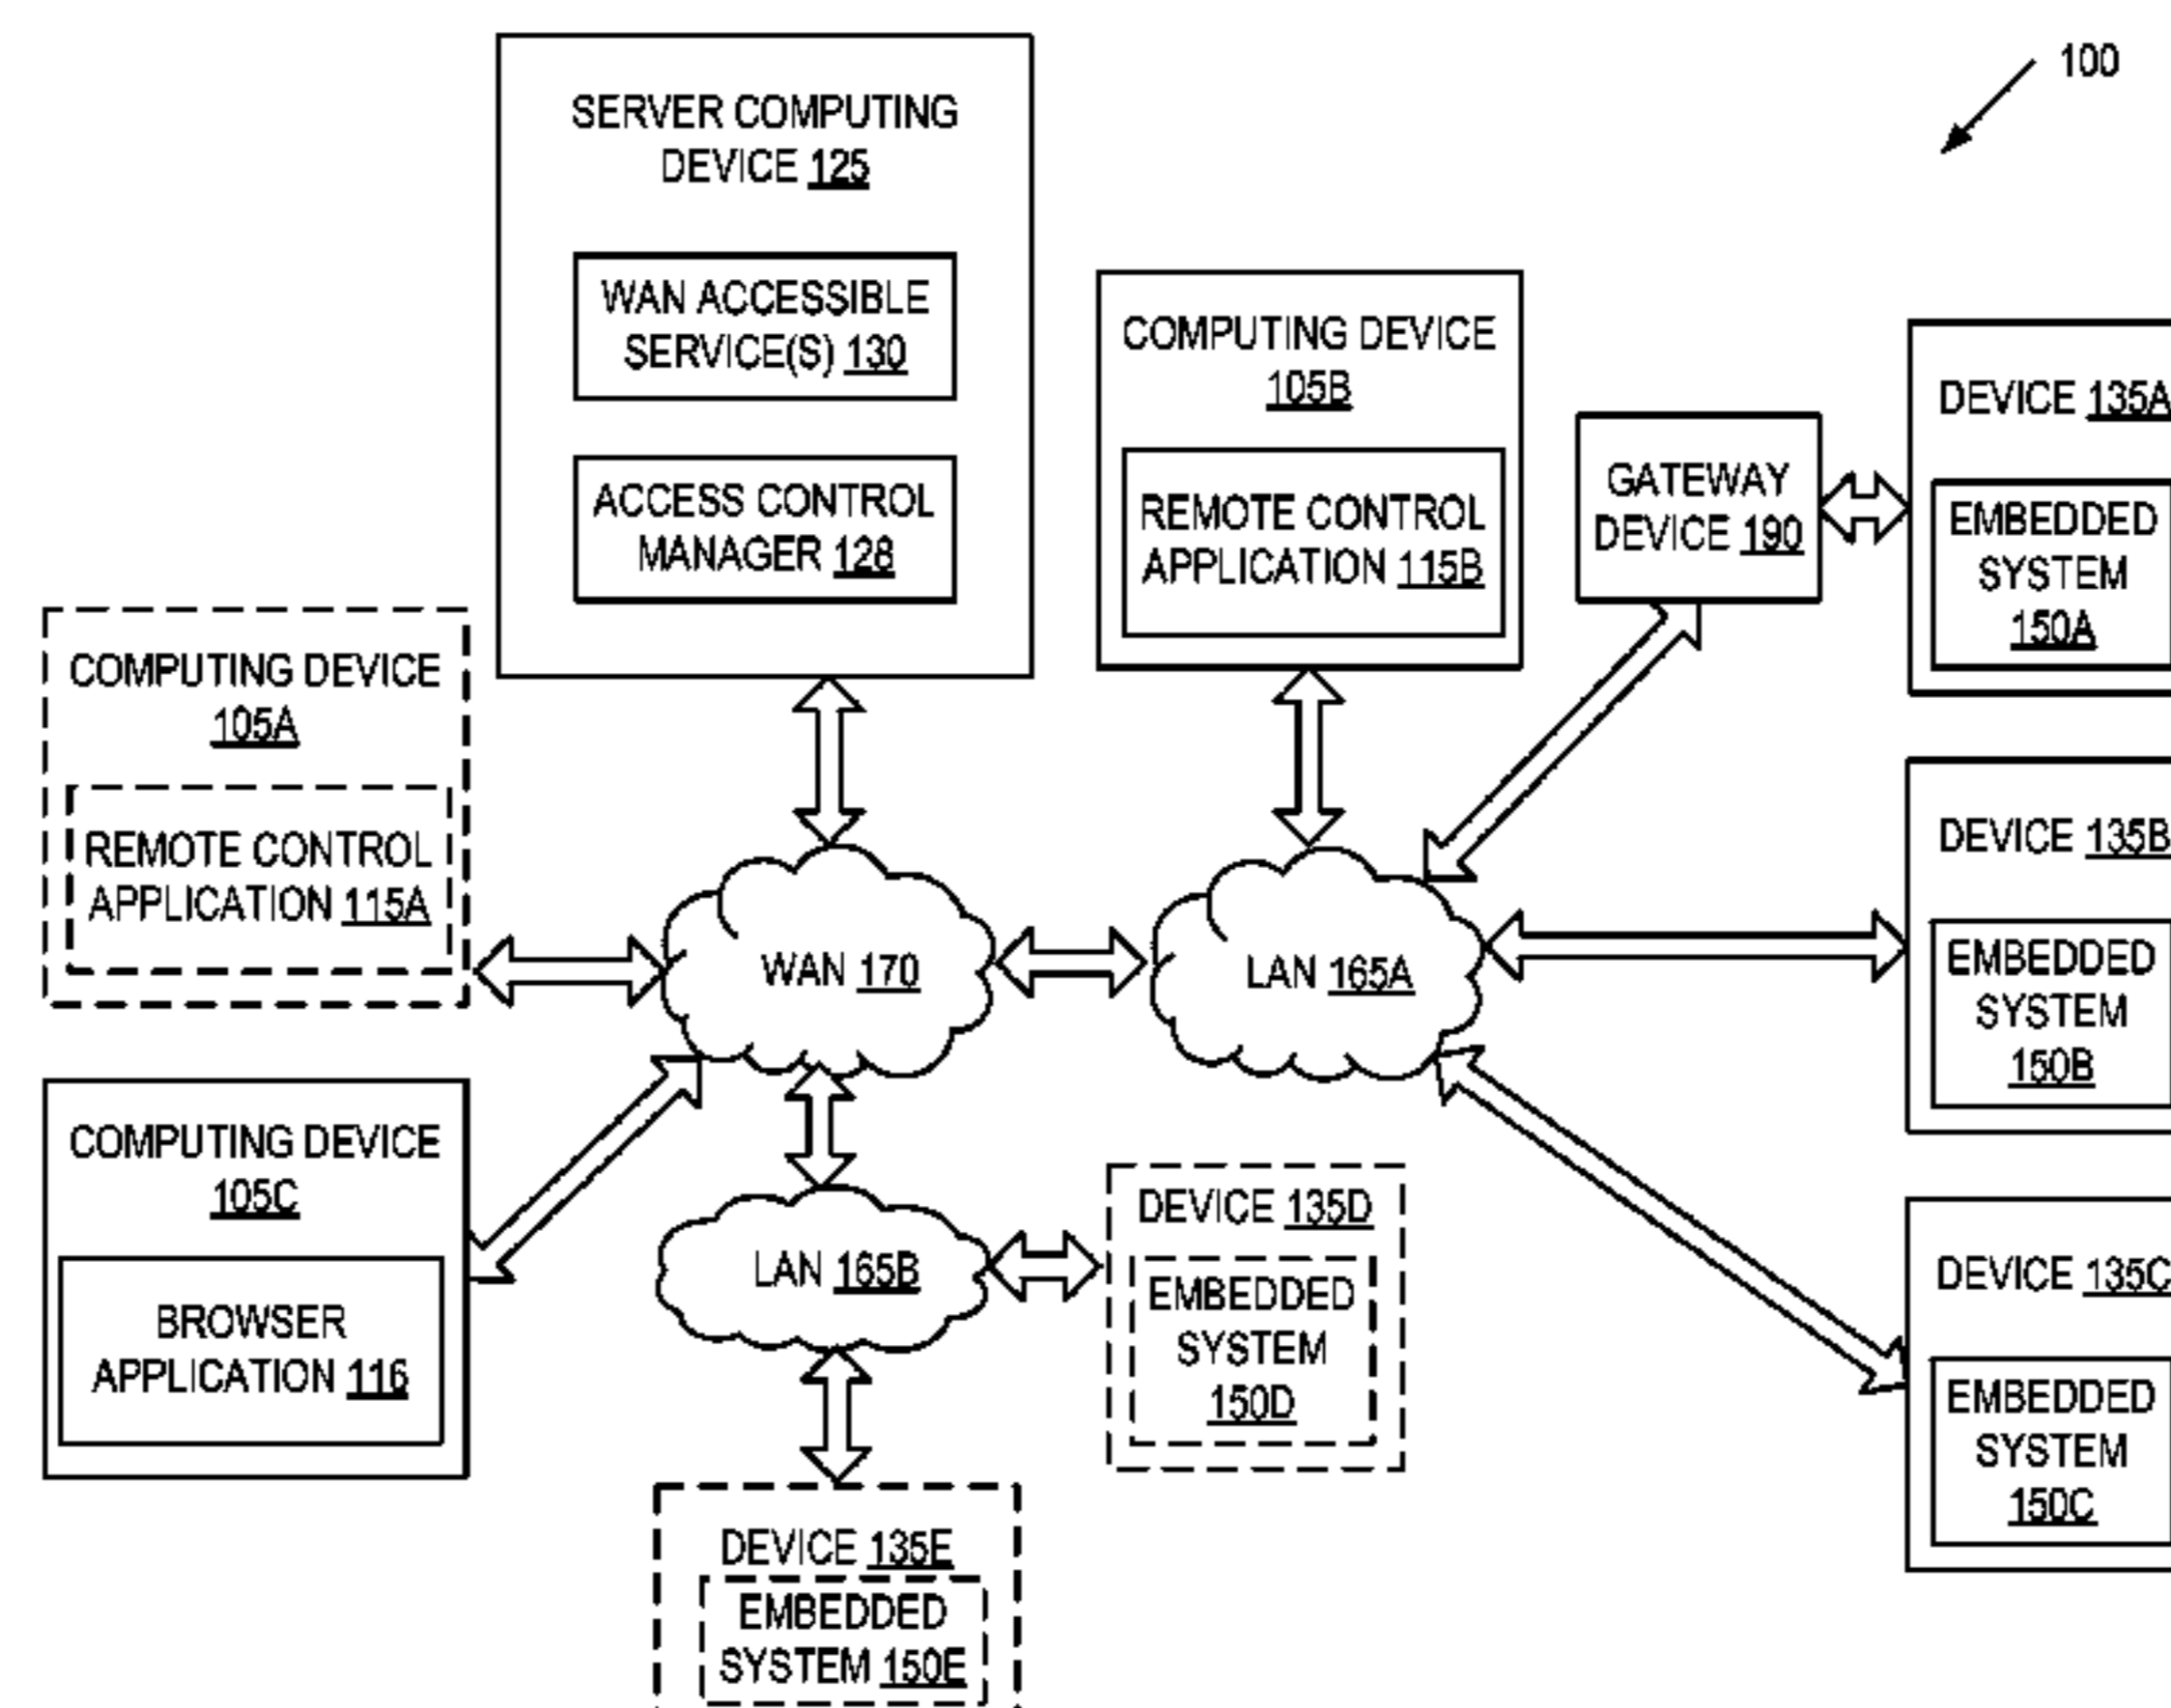 100
SERVER COMPUTING
DEVICE 125
WAN ACCESSIBLE
SERVICE(S) 130
ACCESS CONTROL
MANAGER 128
COMPUTING DEVICE
105B
REMOTE CONTROL
APPLICATION 115B
GATEWAY
DEVICE 190
DEVICE 135A
EMBEDDED
SYSTEM
150A
COMPUTING DEVICE
105A
REMOTE CONTROL
APPLICATION 115A
WAN 170
LAN 165A
DEVICE 135B
EMBEDDED
SYSTEM
150B
COMPUTING DEVICE
105C
BROWSER
APPLICATION 116
LAN 165B
DEVICE 135D
EMBEDDED
SYSTEM
150D
DEVICE 135C
EMBEDDED
SYSTEM
150C
DEVICE 135E
EMBEDDED
SYSTEM 150E